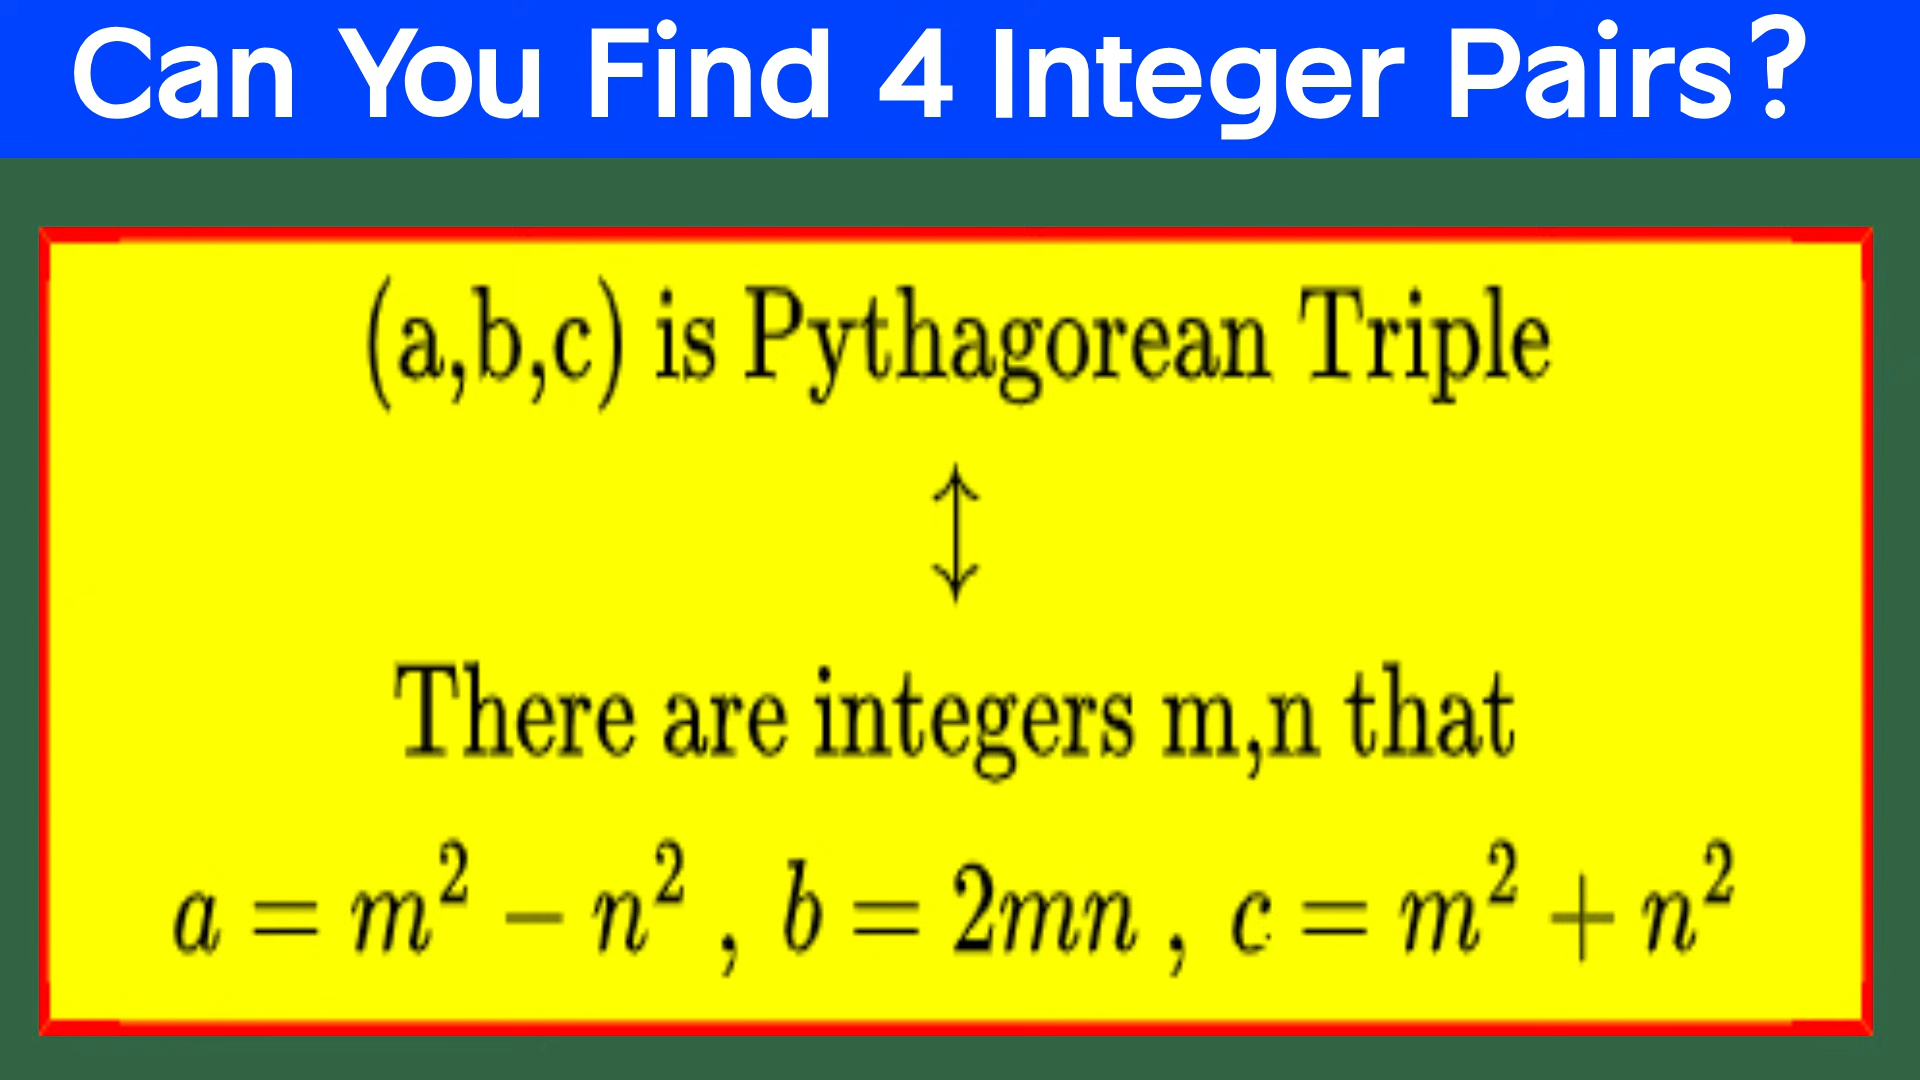 Can You Find 4 Integer Pairs?
(a,b,c) is Pythagorean Triple
↕
There are integers m,n that
a = m² − n² , b = 2mn , c = m² + n²